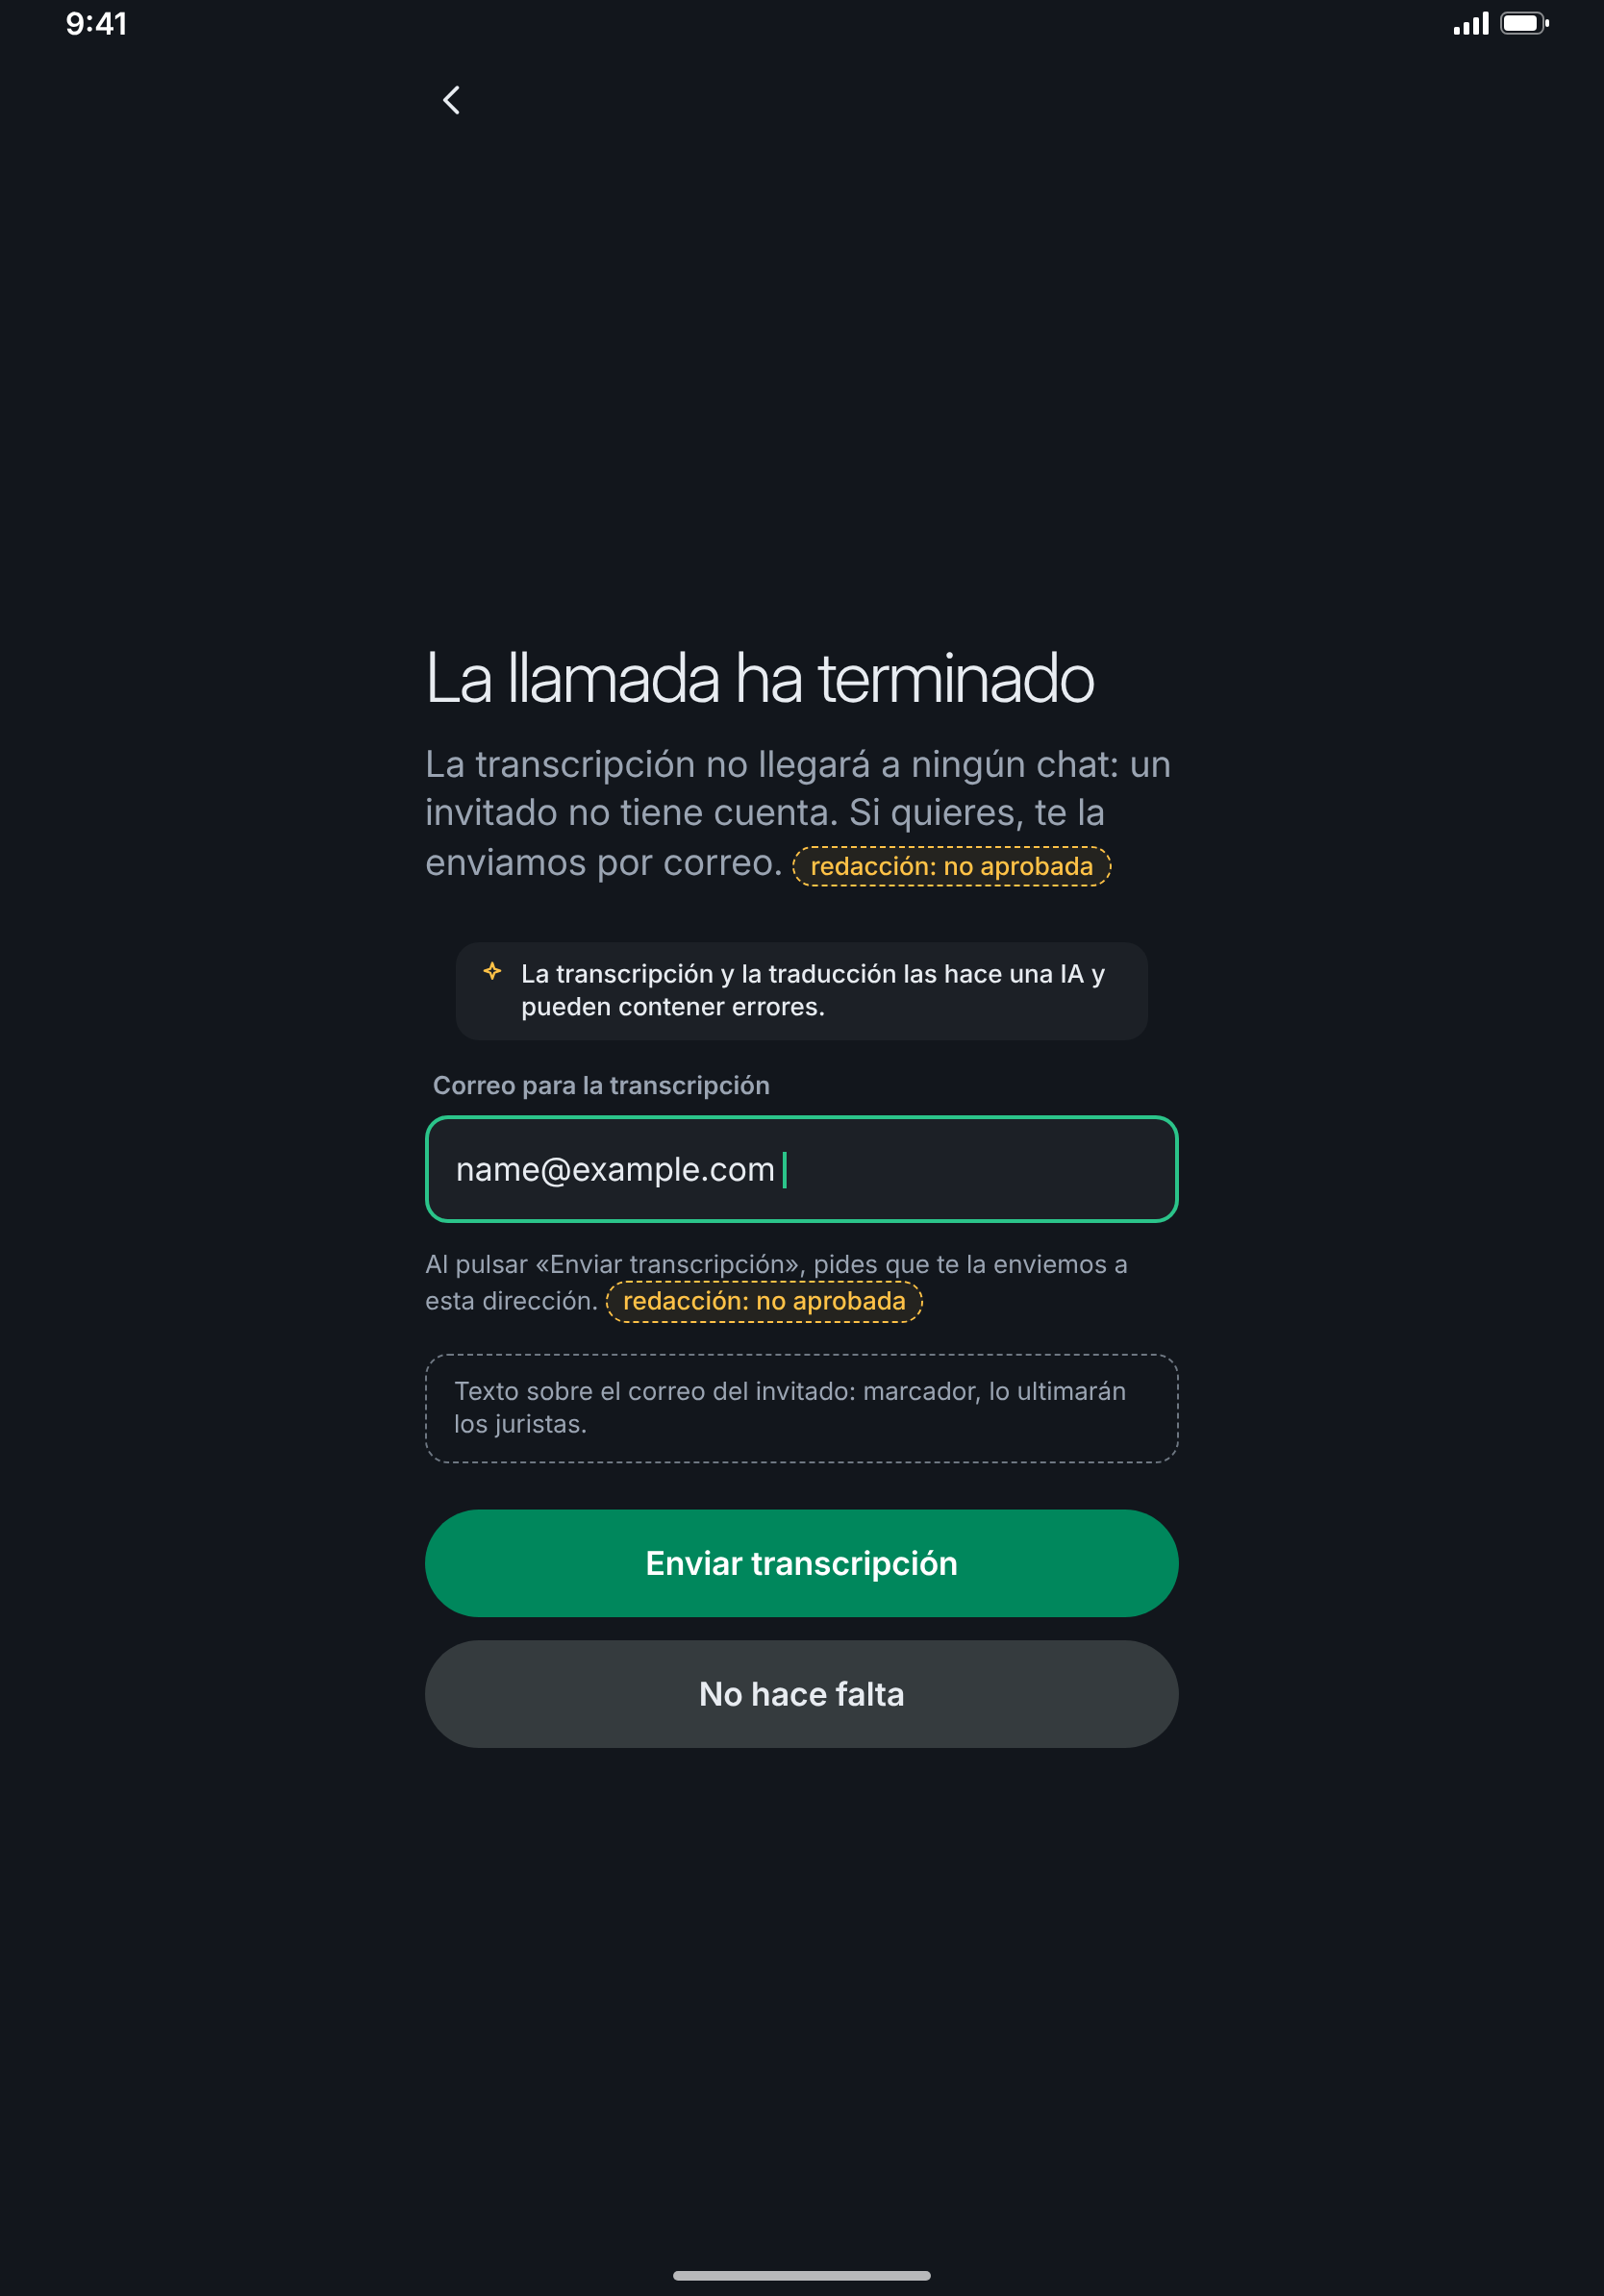 9:41
La llamada ha terminado
La transcripción no llegará a ningún chat: un
invitado no tiene cuenta. Si quieres, te la
enviamos por correo. redacción: no aprobada
La transcripción y la traducción las hace una IA y
pueden contener errores.
Correo para la transcripción
name@example.com
Al pulsar «Enviar transcripción», pides que te la enviemos a
esta dirección. redacción: no aprobada
Texto sobre el correo del invitado: marcador, lo ultimarán
los juristas.
Enviar transcripción
No hace falta